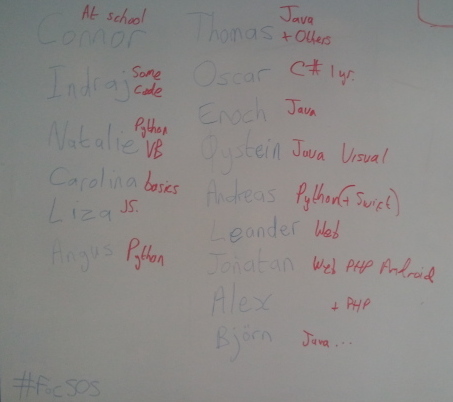 Connor At school
Indraj Some code
Natalie Python VB
Carolina basics
Liza JS.
Angus Python
Thomas Java + Others
Oscar C# 1 yr.
Enoch Java
Øystein Java Visual
Andreas Python (+ Swift)
Leander Web
Jonatan Web PHP Android
Alex + PHP
Björn Java...
#FOCSOS